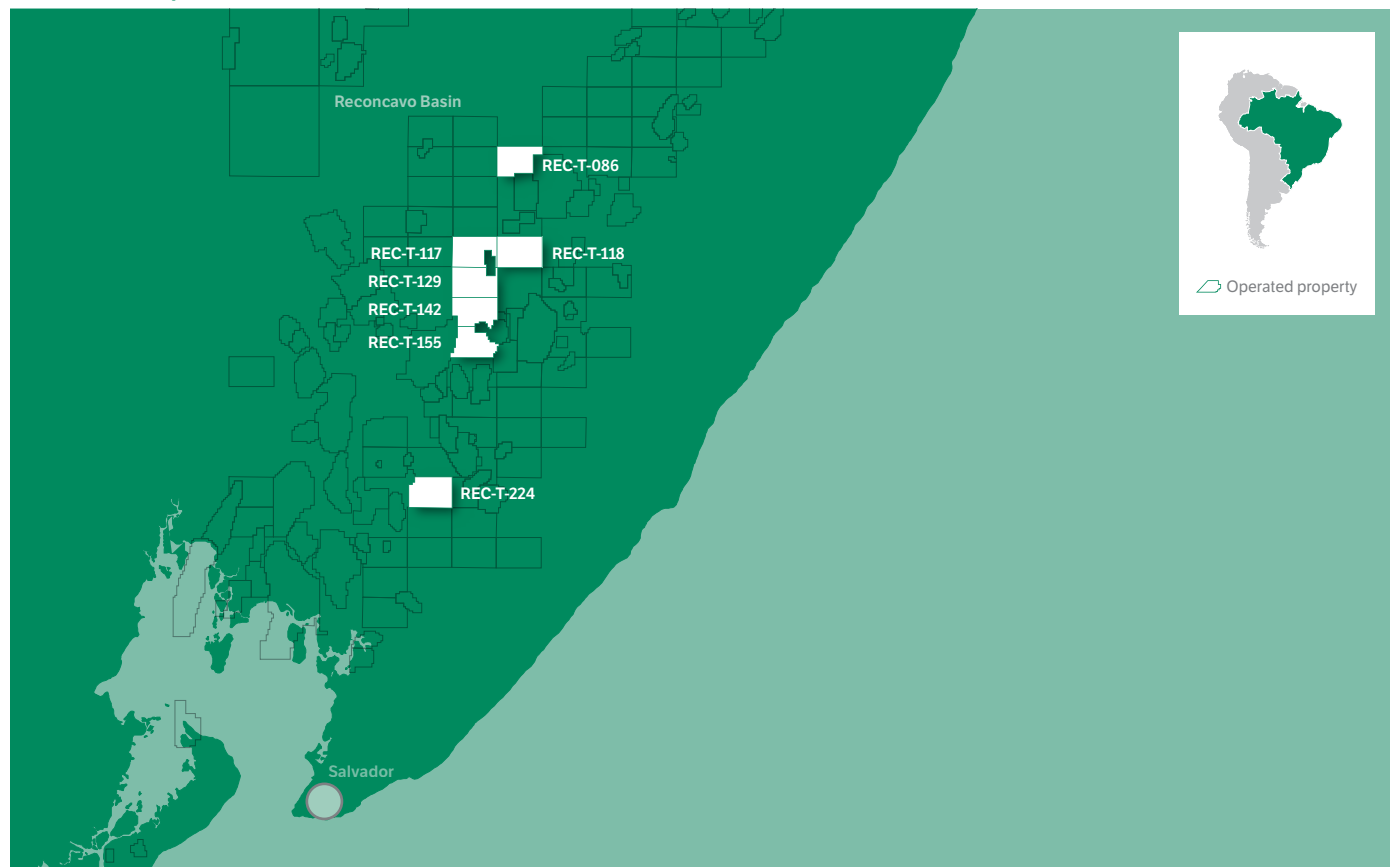 Reconcavo Basin
REC-T-086
REC-T-117
REC-T-118
REC-T-129
REC-T-142
REC-T-155
REC-T-224
Salvador
Operated property